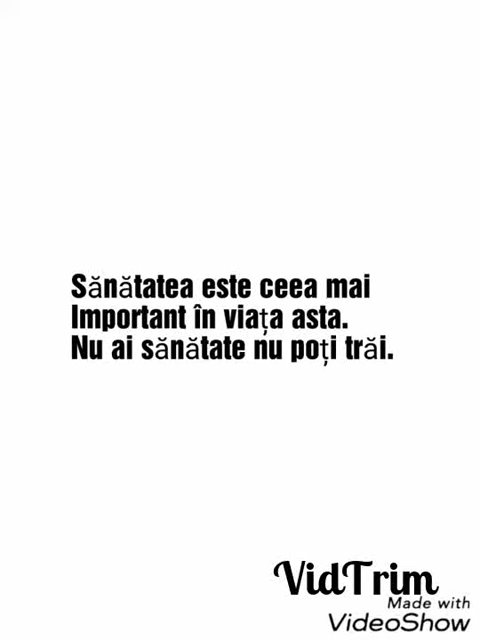 Sănătatea este ceea mai
Important în viața asta.
Nu ai sănătate nu poți trăi.
VidTrim
Made with
VideoShow